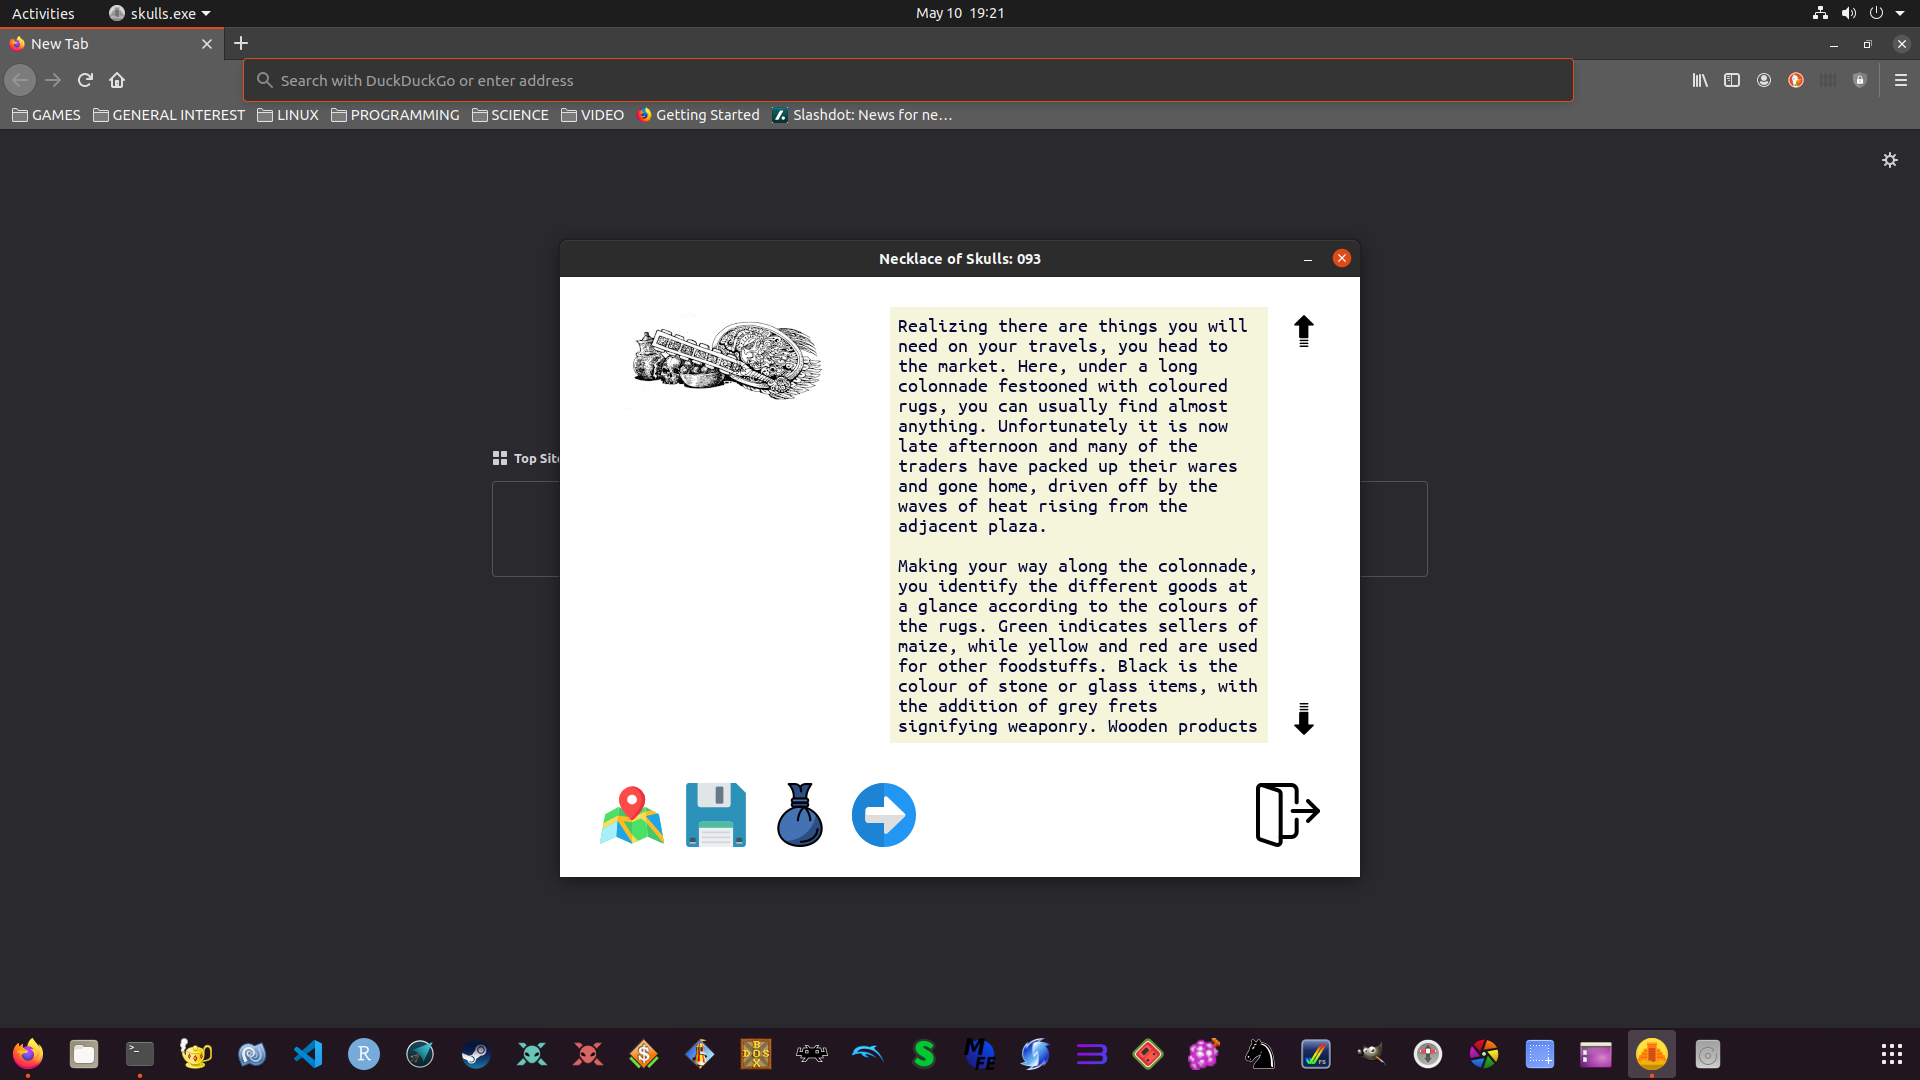 Activities
skulls.exe
May 10 19:21
New Tab
Search with DuckDuckGo or enter address
GAMES
GENERAL INTEREST
LINUX
PROGRAMMING
SCIENCE
VIDEO
Getting Started
Slashdot: News for ne…
Top Site
Necklace of Skulls: 093
Realizing there are things you will
need on your travels, you head to
the market. Here, under a long
colonnade festooned with coloured
rugs, you can usually find almost
anything. Unfortunately it is now
late afternoon and many of the
traders have packed up their wares
and gone home, driven off by the
waves of heat rising from the
adjacent plaza.
Making your way along the colonnade,
you identify the different goods at
a glance according to the colours of
the rugs. Green indicates sellers of
maize, while yellow and red are used
for other foodstuffs. Black is the
colour of stone or glass items, with
the addition of grey frets
signifying weaponry. Wooden products